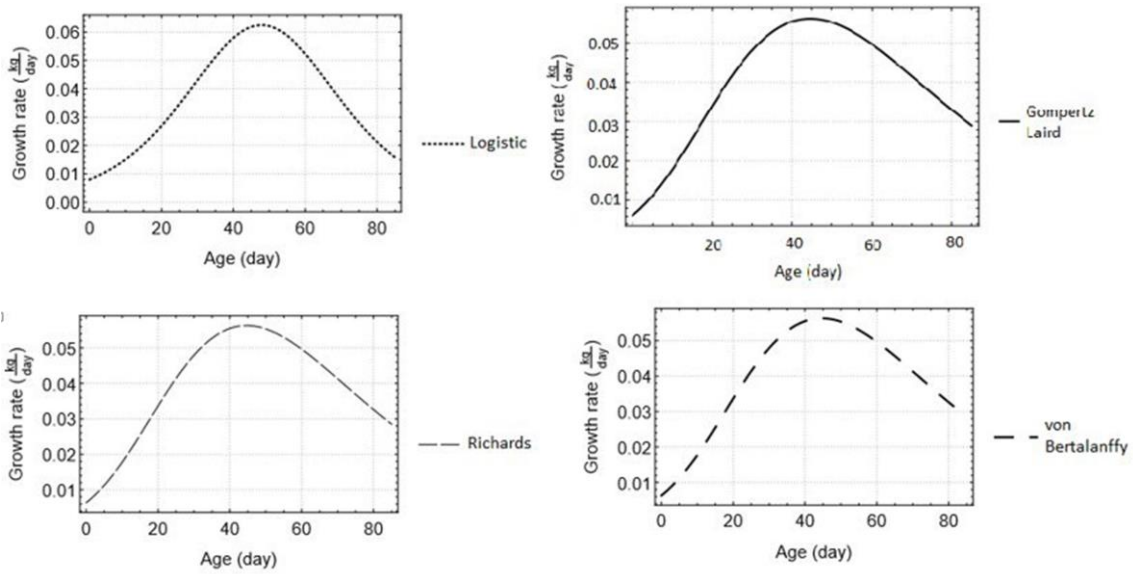 0.06
0.05
0.04
0.03
0.02
0.01
0.00
Growth rate (kg/day)
0 20 40 60 80
Age (day)
Logistic
0.05
0.04
0.03
0.02
0.01
Growth rate (kg/day)
20 40 60 80
Age (day)
Gompertz
Laird
)
0.05
0.04
0.03
0.02
0.01
Growth rate (kg/day)
0 20 40 60 80
Age (day)
Richards
0.05
0.04
0.03
0.02
0.01
Growth rate (kg/day)
0 20 40 60 80
Age (day)
von
Bertalanffy